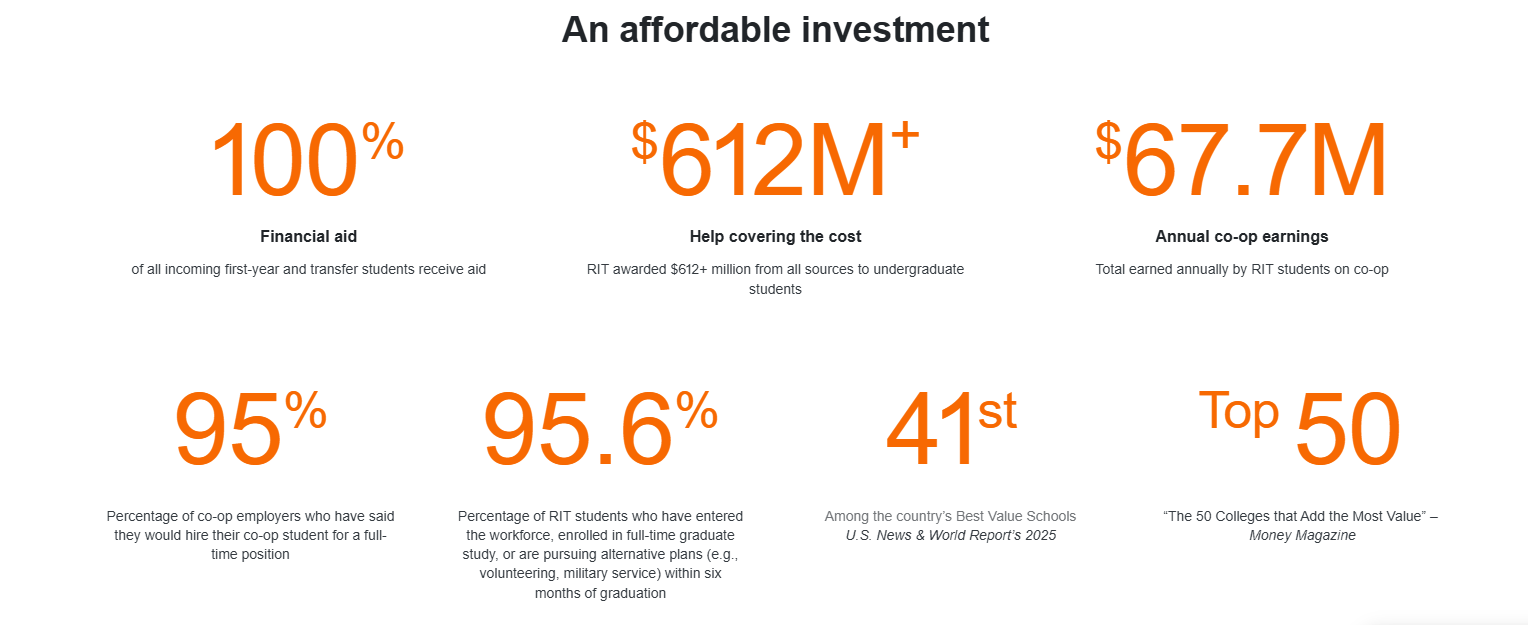 An affordable investment
100%
$612M+
$67.7M
Financial aid
Help covering the cost
Annual co-op earnings
of all incoming first-year and transfer students receive aid
RIT awarded $612+ million from all sources to undergraduate
students
Total earned annually by RIT students on co-op
95%
Percentage of co-op employers who have said
they would hire their co-op student for a full-
time position
95.6%
Percentage of RIT students who have entered
the workforce, enrolled in full-time graduate
study, or are pursuing alternative plans (e.g.,
volunteering, military service) within six
months of graduation
41st
Among the country’s Best Value Schools
U.S. News & World Report’s 2025
Top 50
“The 50 Colleges that Add the Most Value” –
Money Magazine